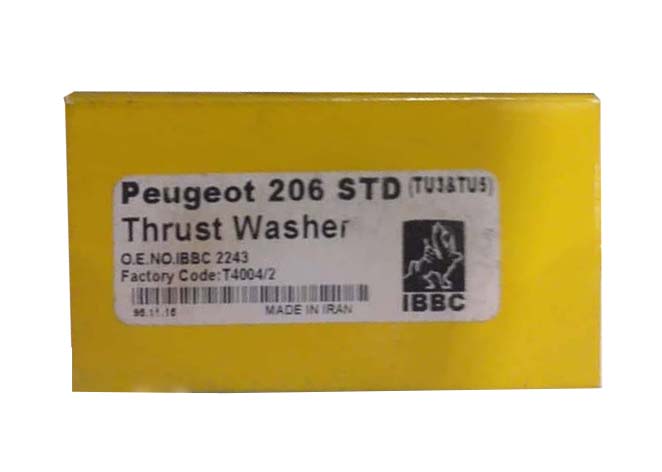 Peugeot 206 STD (TU3&TU5)
Thrust Washer
O.E.NO.IBBC 2243
Factory Code:T4004/2
96.11.16 MADE IN IRAN
IBBC